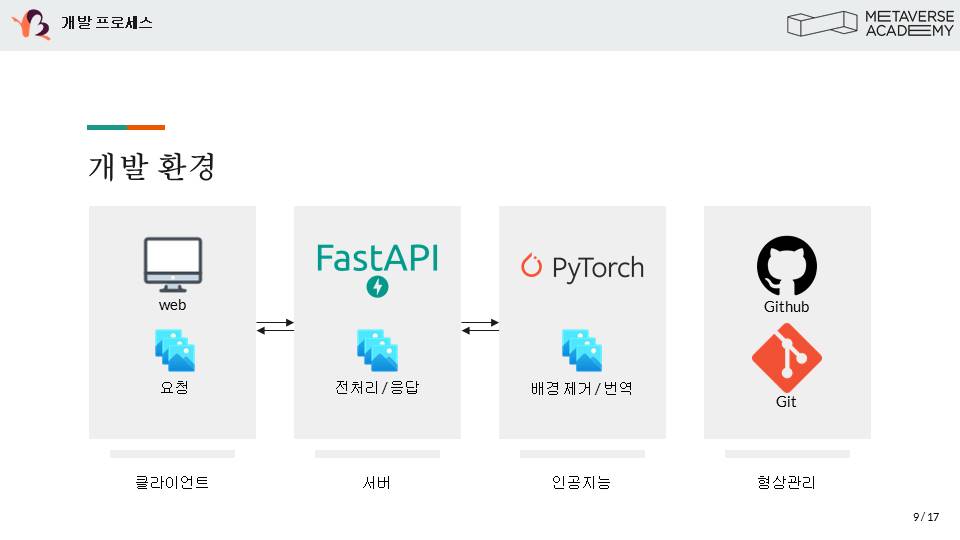 개발 프로세스
METAVERSE
ACADEMY
개발 환경
web
요청
클라이언트
FastAPI
전처리 / 응답
서버
PyTorch
배경 제거 / 번역
인공지능
Github
Git
형상관리
9 / 17